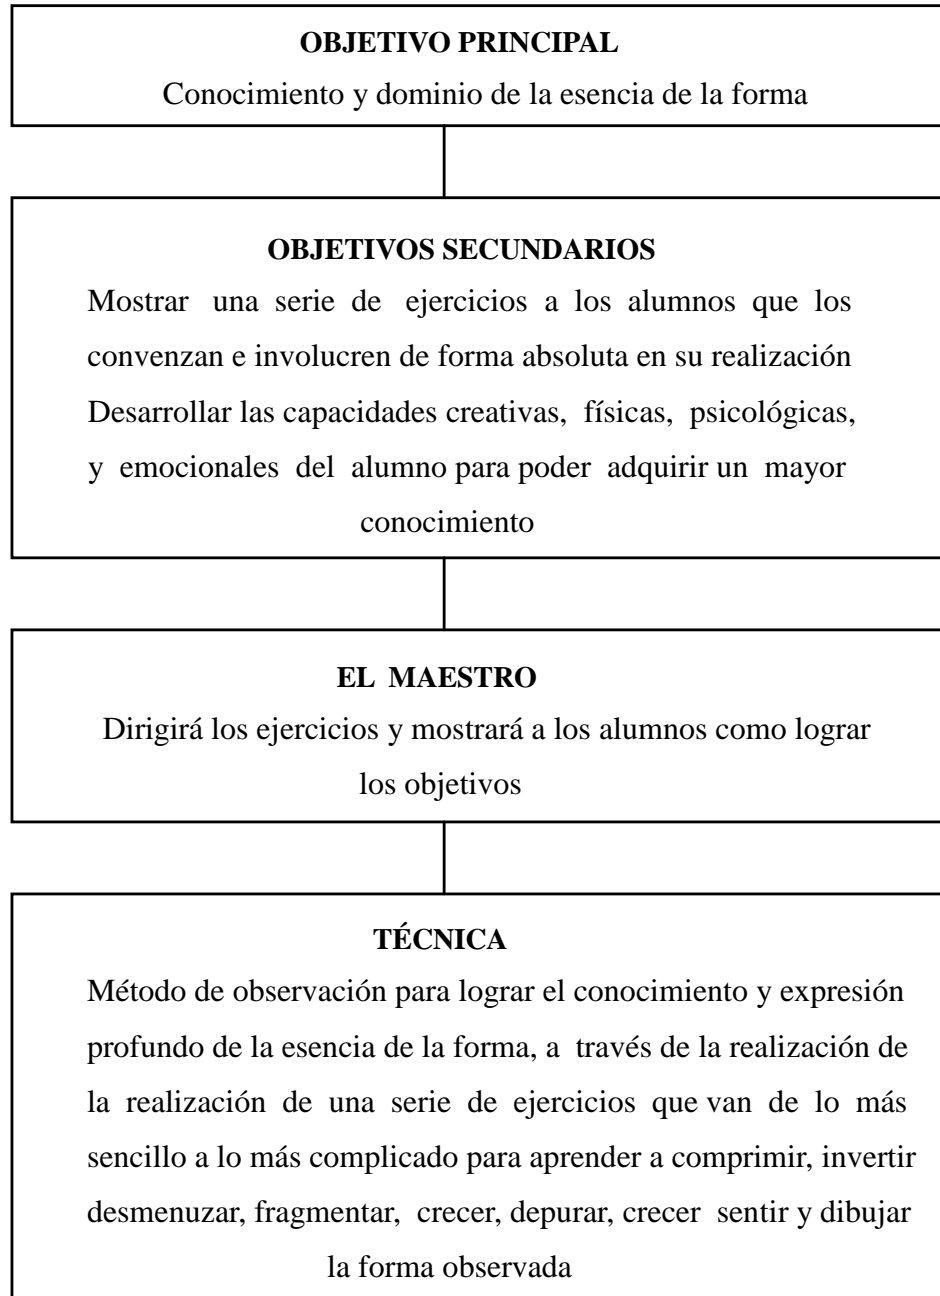 OBJETIVO PRINCIPAL
Conocimiento y dominio de la esencia de la forma
OBJETIVOS SECUNDARIOS
Mostrar una serie de ejercicios a los alumnos que los
convenzan e involucren de forma absoluta en su realización
Desarrollar las capacidades creativas, físicas, psicológicas,
y emocionales del alumno para poder adquirir un mayor
conocimiento
EL MAESTRO
Dirigirá los ejercicios y mostrará a los alumnos como lograr
los objetivos
TÉCNICA
Método de observación para lograr el conocimiento y expresión
profundo de la esencia de la forma, a través de la realización de
la realización de una serie de ejercicios que van de lo más
sencillo a lo más complicado para aprender a comprimir, invertir
desmenuzar, fragmentar, crecer, depurar, crecer sentir y dibujar
la forma observada